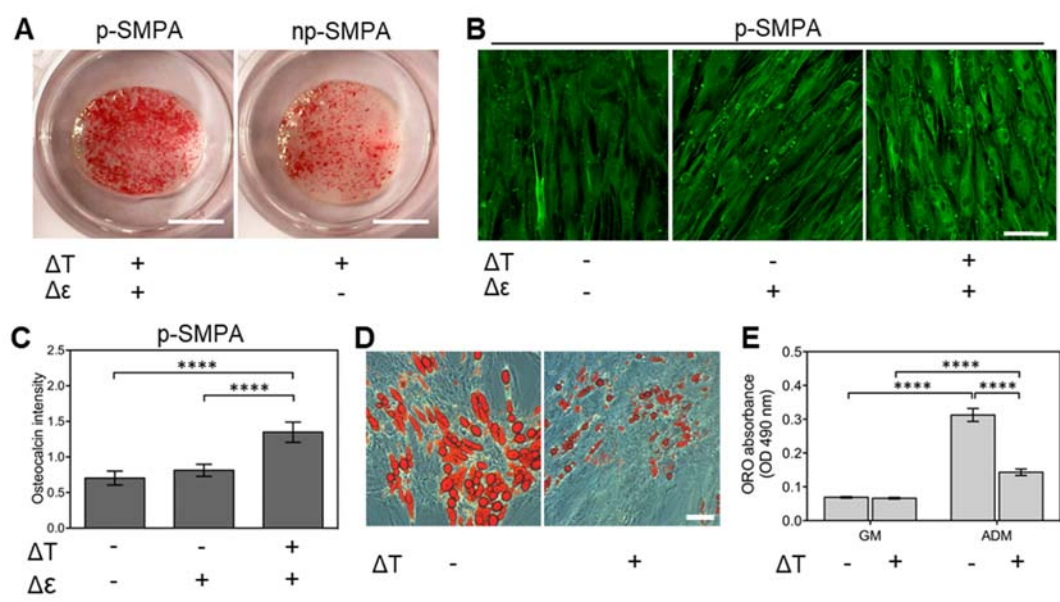 A
p-SMPA
np-SMPA
ΔT + +
Δε + -
B
p-SMPA
ΔT - - +
Δε - + +
C
p-SMPA
Osteocalcin intensity
2.5
2.0
1.5
1.0
0.5
0.0
****
****
ΔT - - +
Δε - + +
D
ΔT - +
E
ORO absorbance
(OD 490 nm)
0.5
0.4
0.3
0.2
0.1
0.0
****
**** ****
GM ADM
ΔT - + - +